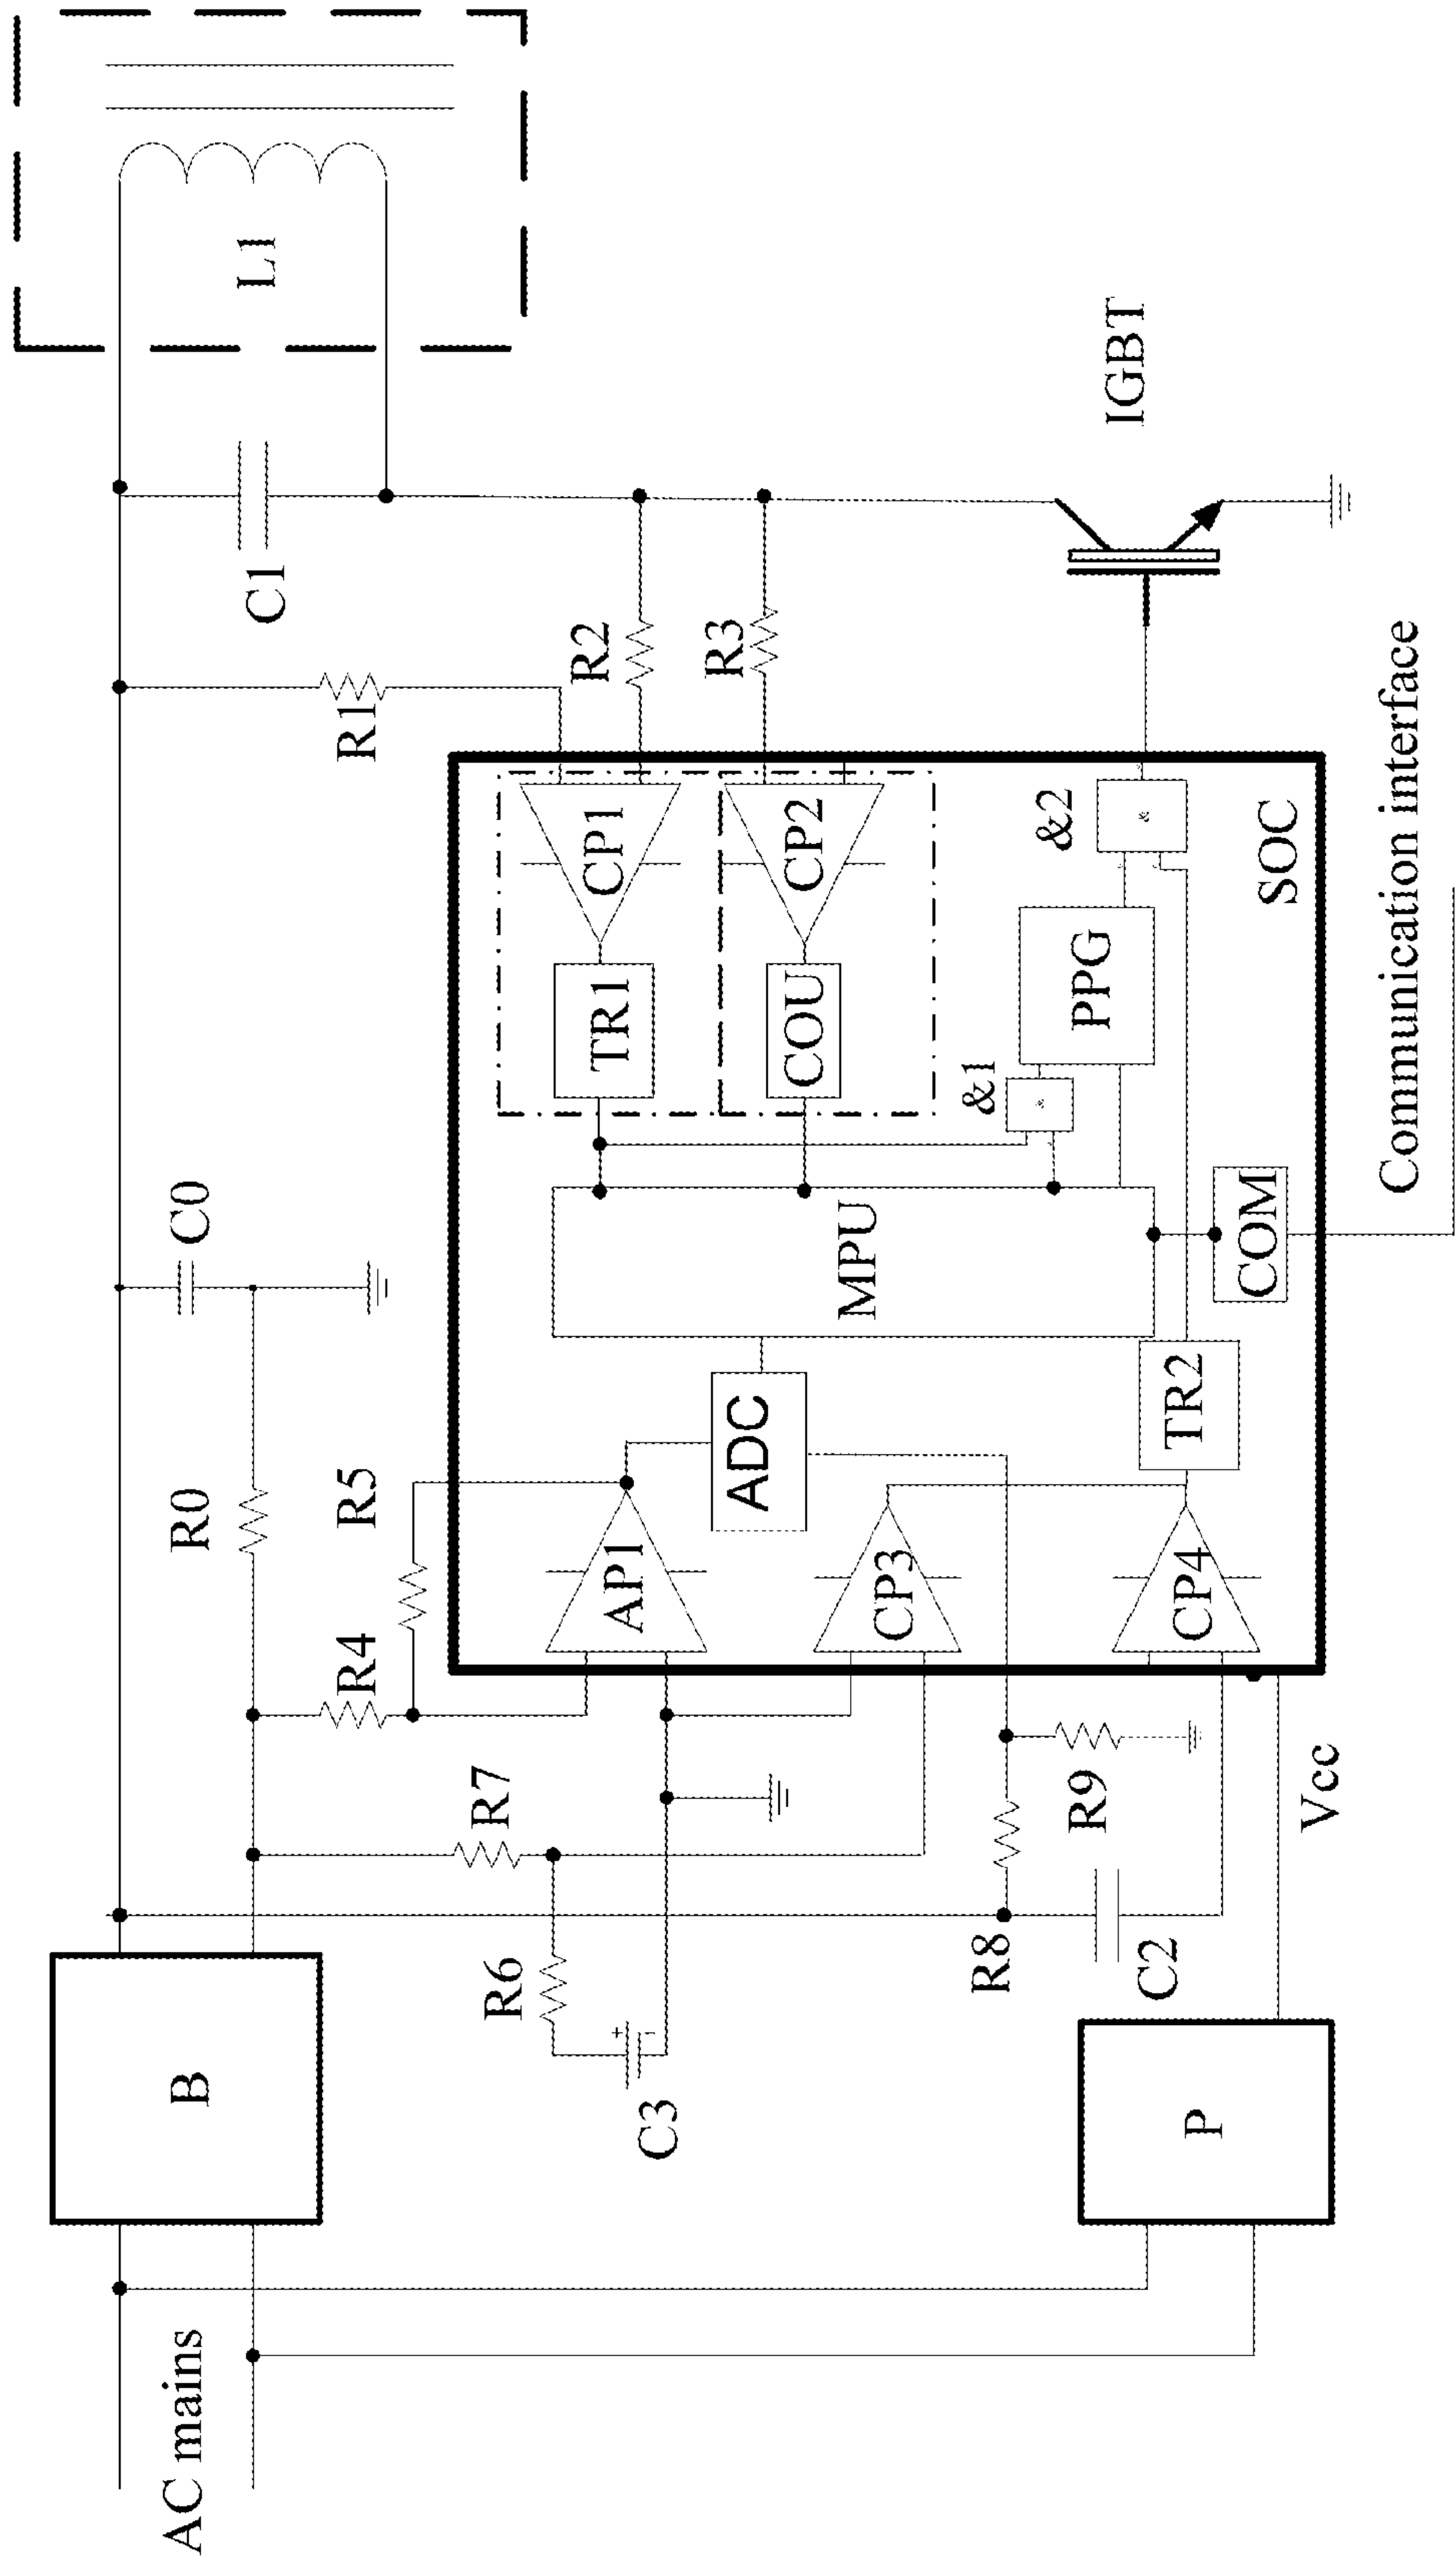 AC mains
B
P
Vcc
R0
C0
R1
C1
L1
R2
R3
R4
R5
R6
R7
C3
R8
R9
C2
AP1
CP3
CP4
ADC
TR2
MPU
COM
TR1
CP1
COU
CP2
&1
&
PPG
&2
&
SOC
IGBT
Communication interface
+